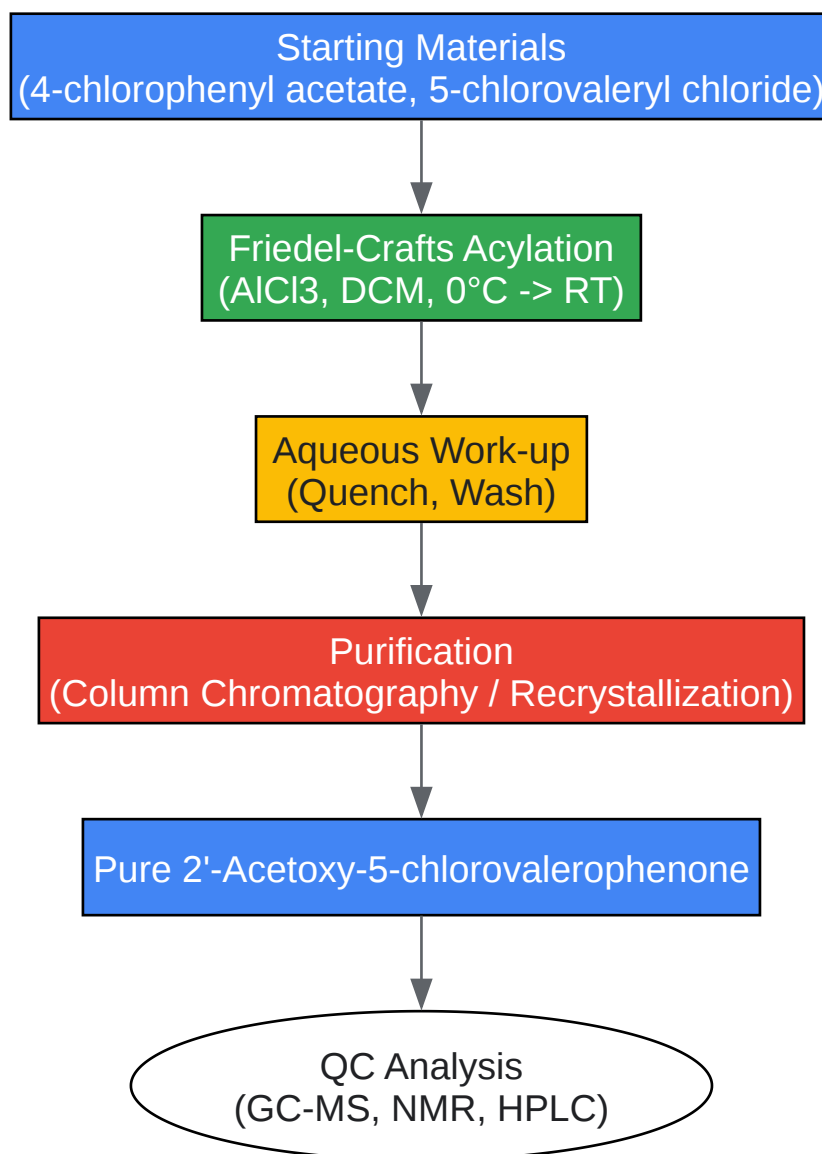 Starting Materials
(4-chlorophenyl acetate, 5-chlorovaleryl chloride)
Friedel-Crafts Acylation
(AlCl3, DCM, 0°C -> RT)
Aqueous Work-up
(Quench, Wash)
Purification
(Column Chromatography / Recrystallization)
Pure 2'-Acetoxy-5-chlorovalerophenone
QC Analysis
(GC-MS, NMR, HPLC)